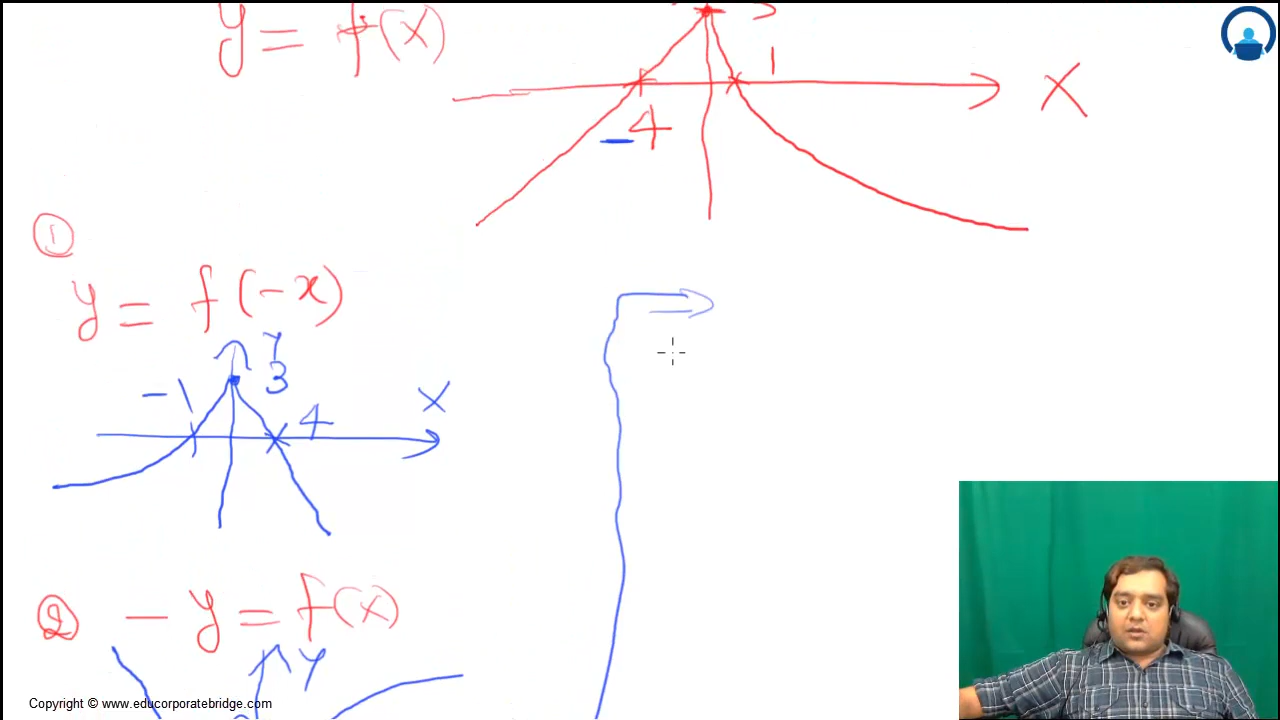 y = f(x)
3
1
X
-4
①
y = f(-x)
Y
3
-1
4
X
② -y = f(x)
Y
Copyright © www.educorporatebridge.com